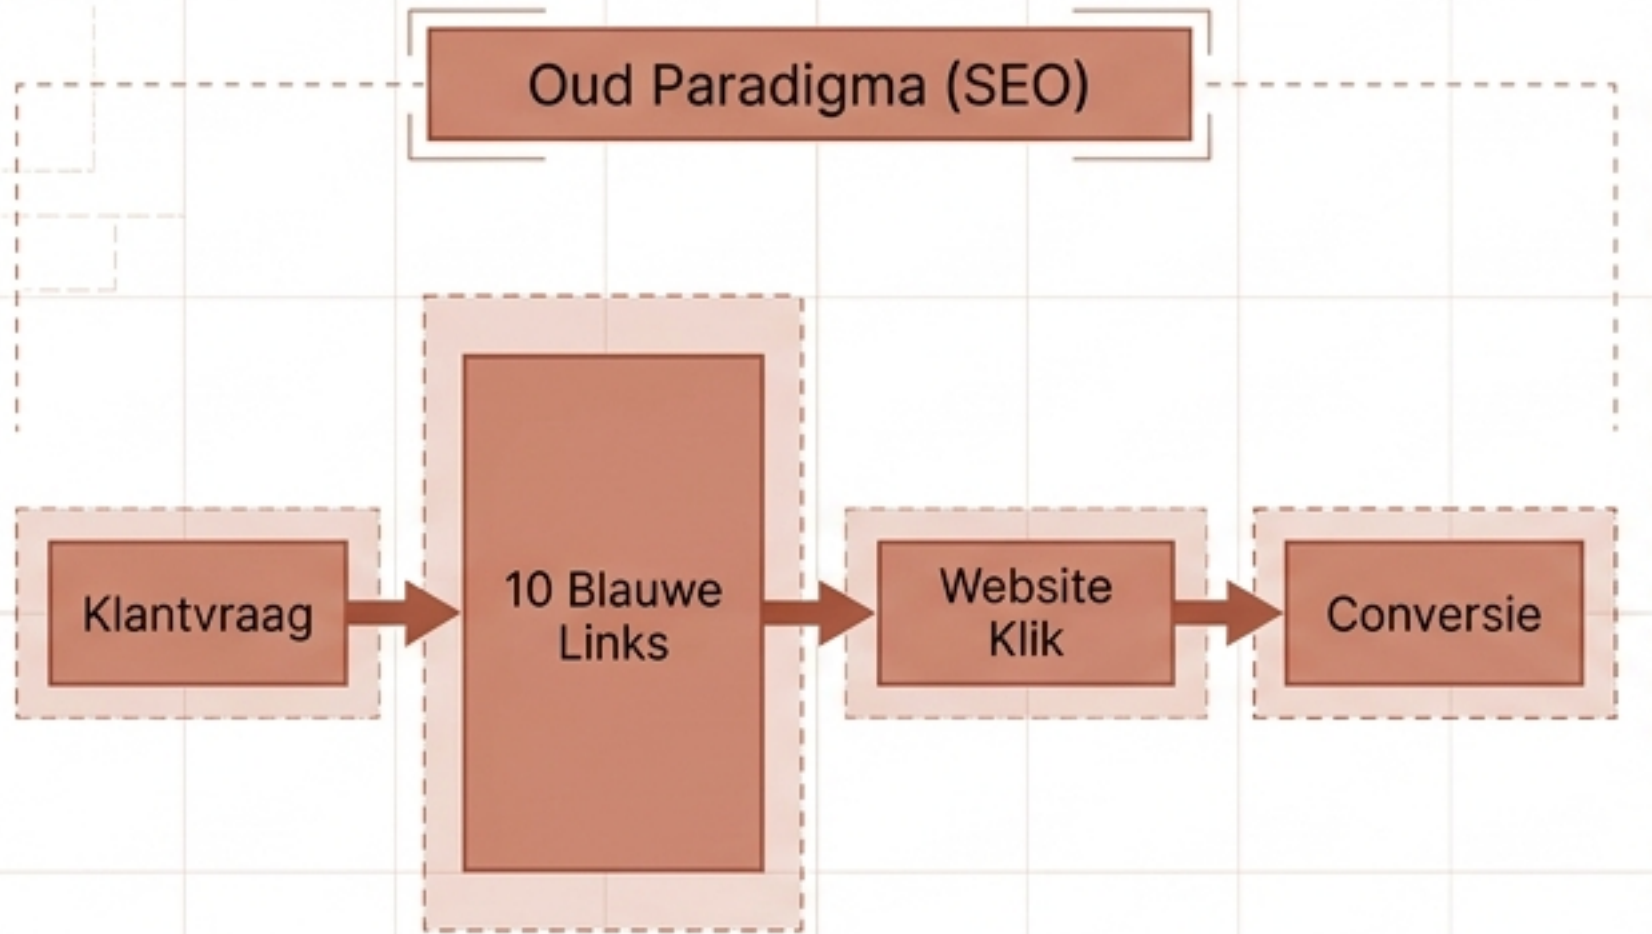 Oud Paradigma (SEO)
Klantvraag
10 Blauwe
Links
Website
Klik
Conversie